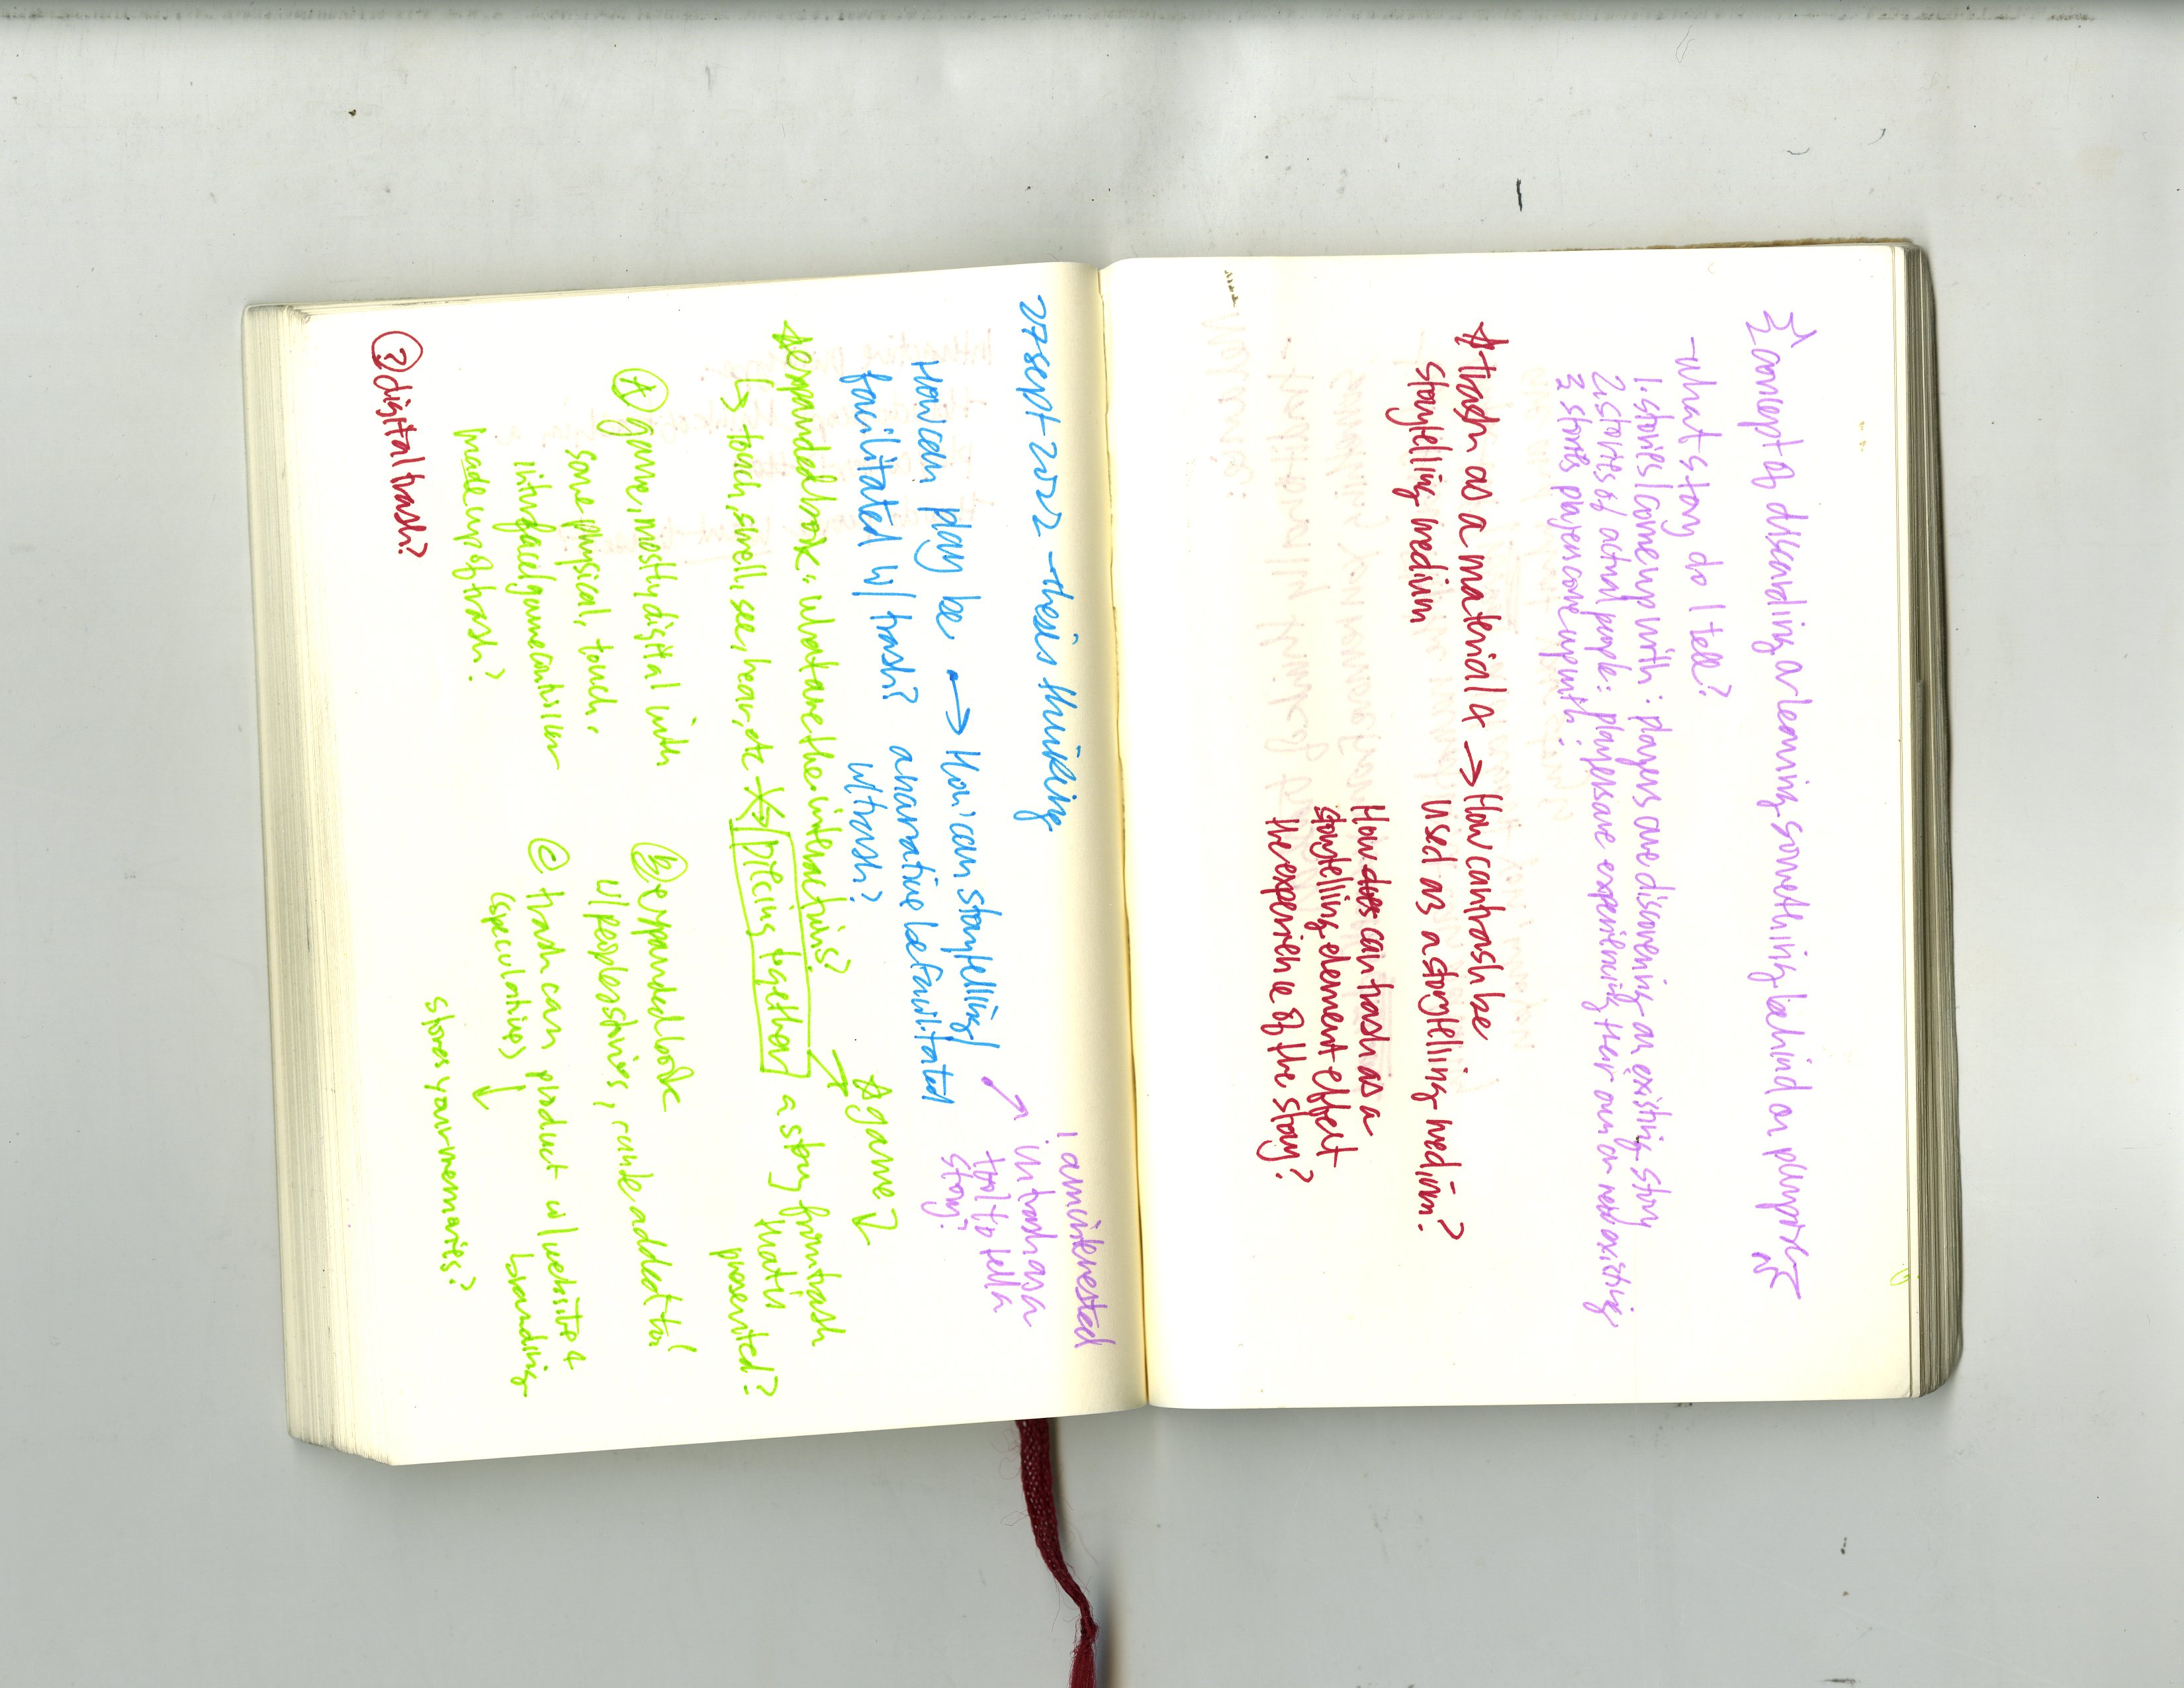 concept of discarding or learning something behind on purpose
- what story do I tell?
1. stories I come up with: players are discovering an existing story
2. stories of actual people: players are experiencing their own or new existing
3. stories players come up with:
☆ trash as a material &
storytelling medium
→ How can trash be
used as a storytelling medium?
How does can trash as a
storytelling element effect
the experience of the story?
27 sept 2022 - thesis thinking
How can play be
facilitated w/ trash?
→ How can storytelling/
a narrative be facilitated
w/ trash?
I am interested
in trash as a
tool to tell a
story?
☆ expanded book: what are the interactions?
↳ touch, smell, see, hear, etc
piecing together a story from trash
that is
presented?
☆ game?
A game, mostly digital with
some physical, touch,
interface/game controller
made up of trash?
B expanded book
w/ peoples stories, can be added to!
C trash can product w/ website &
branding
(speculative)
stores your memories?
? digital trash?